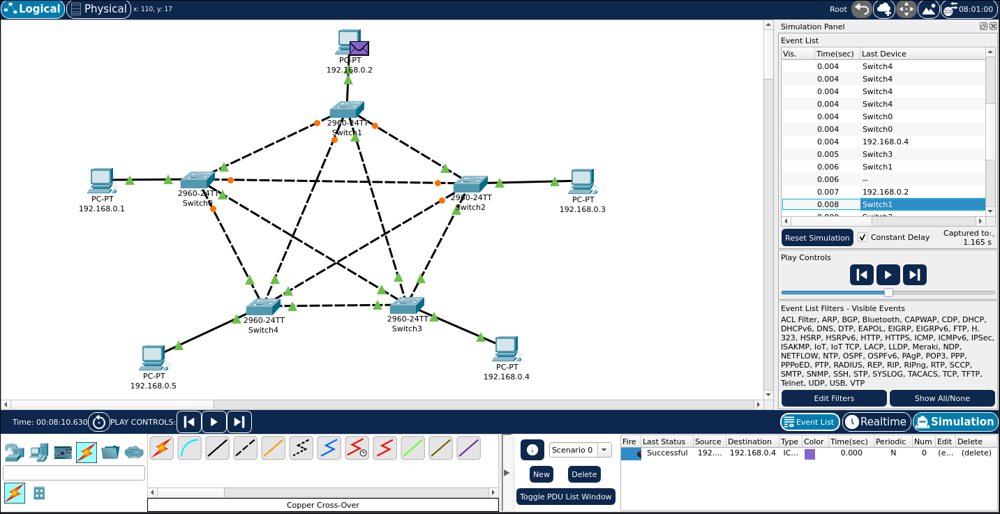 Logical
Physical
x: 110, y: 17
Root
08:01:00
PC-PT
192.168.0.2
2960-24TT
Switch1
PC-PT
192.168.0.1
2960-24TT
Switch0
2960-24TT
Switch2
PC-PT
192.168.0.3
2960-24TT
Switch4
2960-24TT
Switch3
PC-PT
192.168.0.5
PC-PT
192.168.0.4
Simulation Panel
Event List
Vis. Time(sec) Last Device
0.004 Switch4
0.004 Switch4
0.004 Switch4
0.004 Switch4
0.004 Switch0
0.004 Switch0
0.004 192.168.0.4
0.005 Switch3
0.006 Switch1
0.006 --
0.007 192.168.0.2
0.008 Switch1
Reset Simulation
Constant Delay
Captured to:
1.165 s
Play Controls
Event List Filters - Visible Events
ACL Filter, ARP, BGP, Bluetooth, CAPWAP, CDP, DHCP,
DHCPv6, DNS, DTP, EAPOL, EIGRP, EIGRPv6, FTP, H.
323, HSRP, HSRPv6, HTTP, HTTPS, ICMP, ICMPv6, IPSec,
ISAKMP, IoT, IoT TCP, LACP, LLDP, Meraki, NDP,
NETFLOW, NTP, OSPF, OSPFv6, PAgP, POP3, PPP,
PPPoED, PTP, RADIUS, REP, RIP, RIPng, RTP, SCCP,
SMTP, SNMP, SSH, STP, SYSLOG, TACACS, TCP, TFTP,
Telnet, UDP, USB, VTP
Edit Filters
Show All/None
Time: 00:08:10.630
PLAY CONTROLS:
Event List
Realtime
Simulation
Copper Cross-Over
Scenario 0
New
Delete
Toggle PDU List Window
Fire Last Status Source Destination Type Color Time(sec) Periodic Num Edit Delete
Successful 192.... 192.168.0.4 IC... 0.000 N 0 (e... (delete)